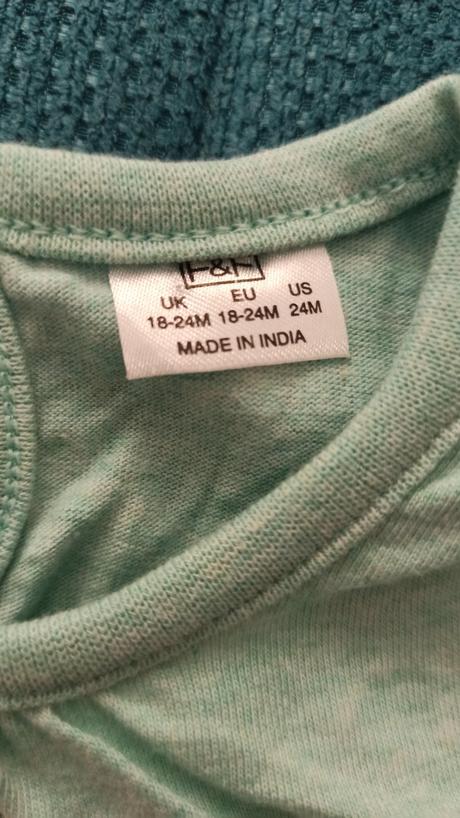 F&F
UK EU US
18-24M 18-24M 24M
MADE IN INDIA